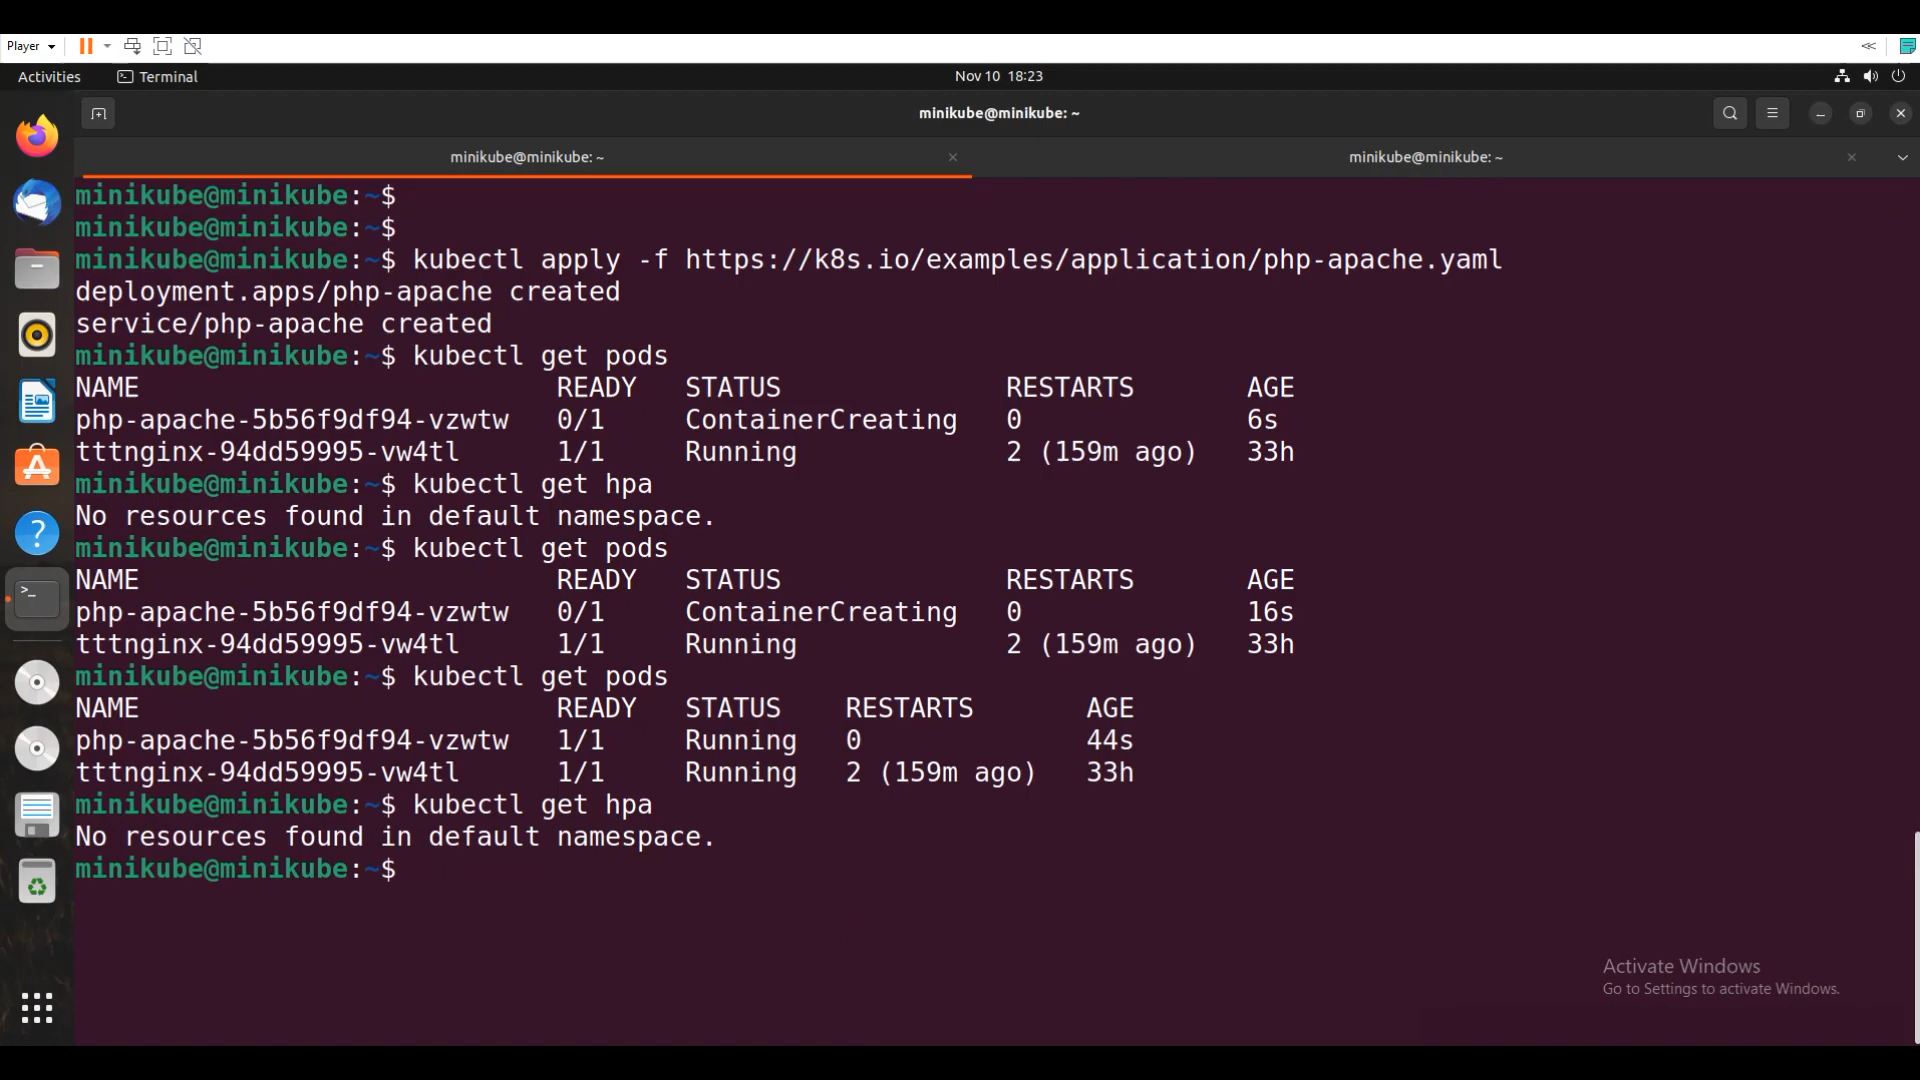 Player
Activities
Terminal
Nov 10 18:23
minikube@minikube: ~
minikube@minikube: ~
minikube@minikube: ~
minikube@minikube:~$
minikube@minikube:~$
minikube@minikube:~$ kubectl apply -f https://k8s.io/examples/application/php-apache.yaml
deployment.apps/php-apache created
service/php-apache created
minikube@minikube:~$ kubectl get pods
NAME READY STATUS RESTARTS AGE
php-apache-5b56f9df94-vzwtw 0/1 ContainerCreating 0 6s
tttnginx-94dd59995-vw4tl 1/1 Running 2 (159m ago) 33h
minikube@minikube:~$ kubectl get hpa
No resources found in default namespace.
minikube@minikube:~$ kubectl get pods
NAME READY STATUS RESTARTS AGE
php-apache-5b56f9df94-vzwtw 0/1 ContainerCreating 0 16s
tttnginx-94dd59995-vw4tl 1/1 Running 2 (159m ago) 33h
minikube@minikube:~$ kubectl get pods
NAME READY STATUS RESTARTS AGE
php-apache-5b56f9df94-vzwtw 1/1 Running 0 44s
tttnginx-94dd59995-vw4tl 1/1 Running 2 (159m ago) 33h
minikube@minikube:~$ kubectl get hpa
No resources found in default namespace.
minikube@minikube:~$
Activate Windows
Go to Settings to activate Windows.